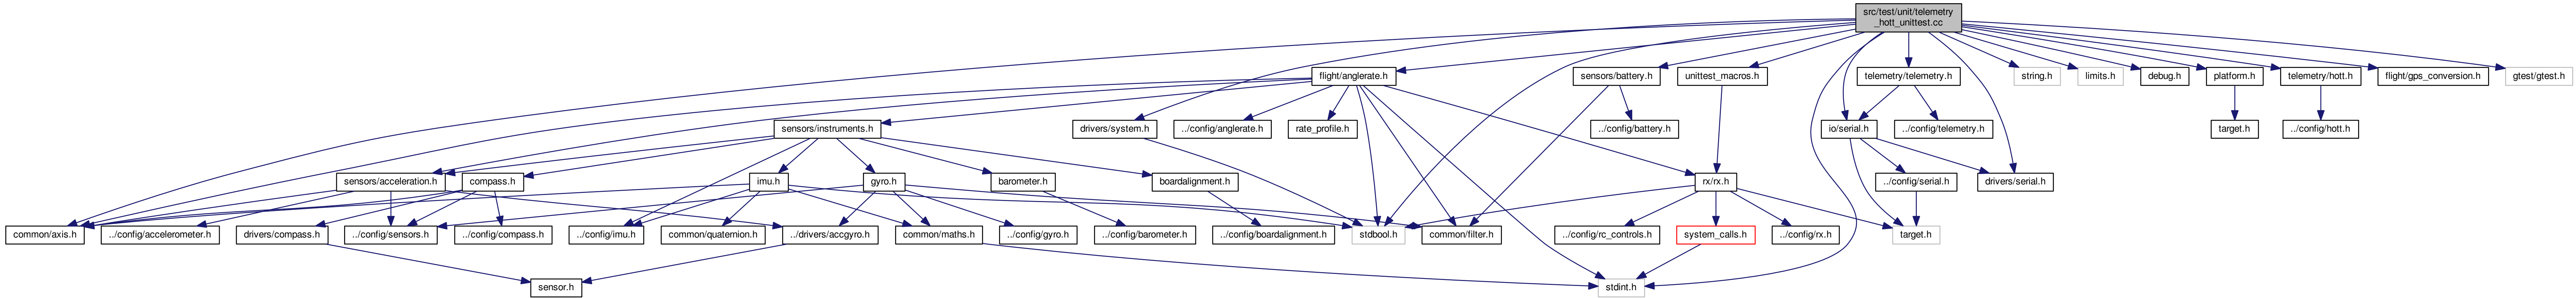 src/test/unit/telemetry
_hott_unittest.cc
flight/anglerate.h
sensors/battery.h
unittest_macros.h
telemetry/telemetry.h
string.h
limits.h
debug.h
platform.h
telemetry/hott.h
flight/gps_conversion.h
gtest/gtest.h
sensors/instruments.h
drivers/system.h
../config/anglerate.h
rate_profile.h
../config/battery.h
io/serial.h
../config/telemetry.h
target.h
../config/hott.h
sensors/acceleration.h
compass.h
imu.h
gyro.h
barometer.h
boardalignment.h
rx/rx.h
../config/serial.h
drivers/serial.h
common/axis.h
../config/accelerometer.h
drivers/compass.h
../config/sensors.h
../config/compass.h
../config/imu.h
common/quaternion.h
../drivers/accgyro.h
common/maths.h
../config/gyro.h
../config/barometer.h
../config/boardalignment.h
stdbool.h
common/filter.h
../config/rc_controls.h
system_calls.h
../config/rx.h
target.h
sensor.h
stdint.h